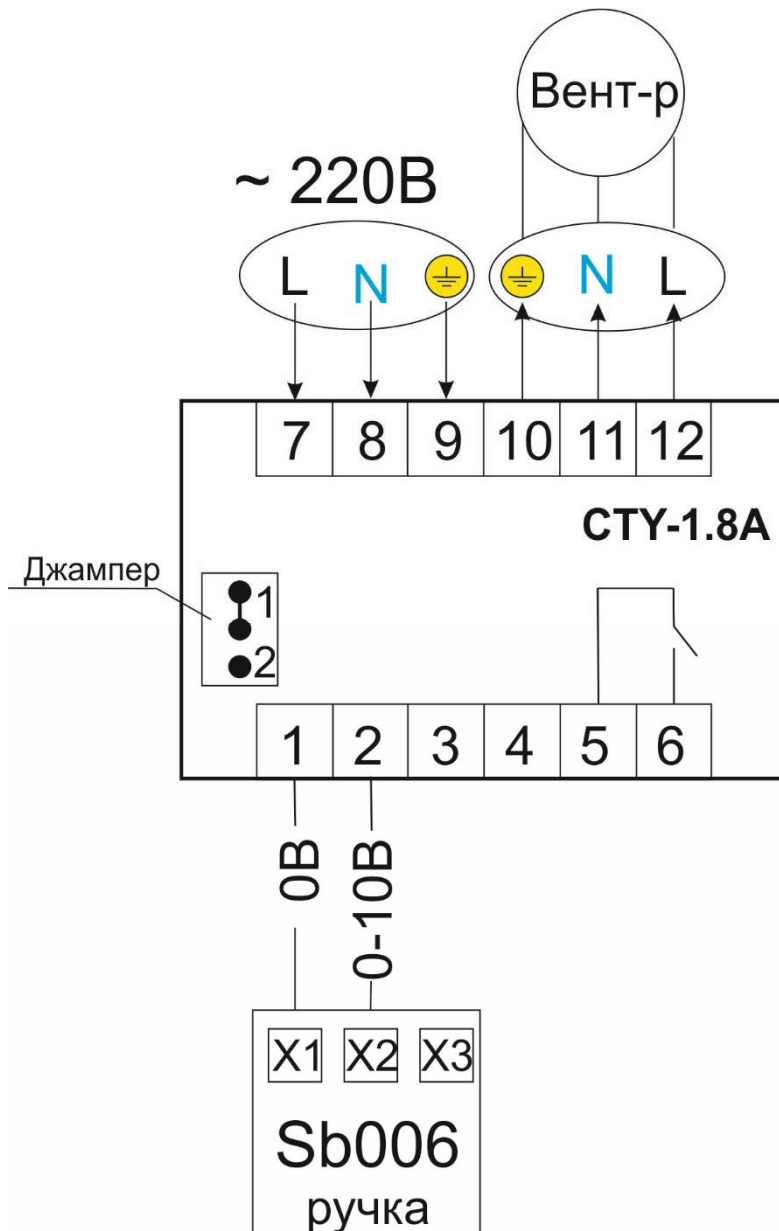 Вент-р
~ 220В
L N N L
7 8 9 10 11 12
СТУ-1.8А
Джампер
1
2
1 2 3 4 5 6
0В
0-10В
X1 X2 X3
Sb006
ручка